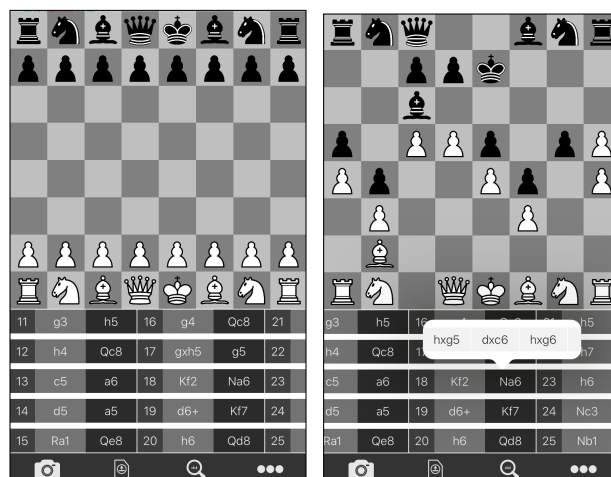 11 g3 h5 16 g4 Qc8 21
12 h4 Qc8 17 gxh5 g5 22
13 c5 a6 18 Kf2 Na6 23
14 d5 a5 19 d6+ Kf7 24
15 Ra1 Qe8 20 h6 Qd8 25
g3 h5 16 h5
hxg5 dxc6 hxg6
h4 Qc8 h7
c5 a6 18 Kf2 Na6 23 h6
d5 a5 19 d6+ Kf7 24 Nc3
Ra1 Qe8 20 h6 Qd8 25 Nb1